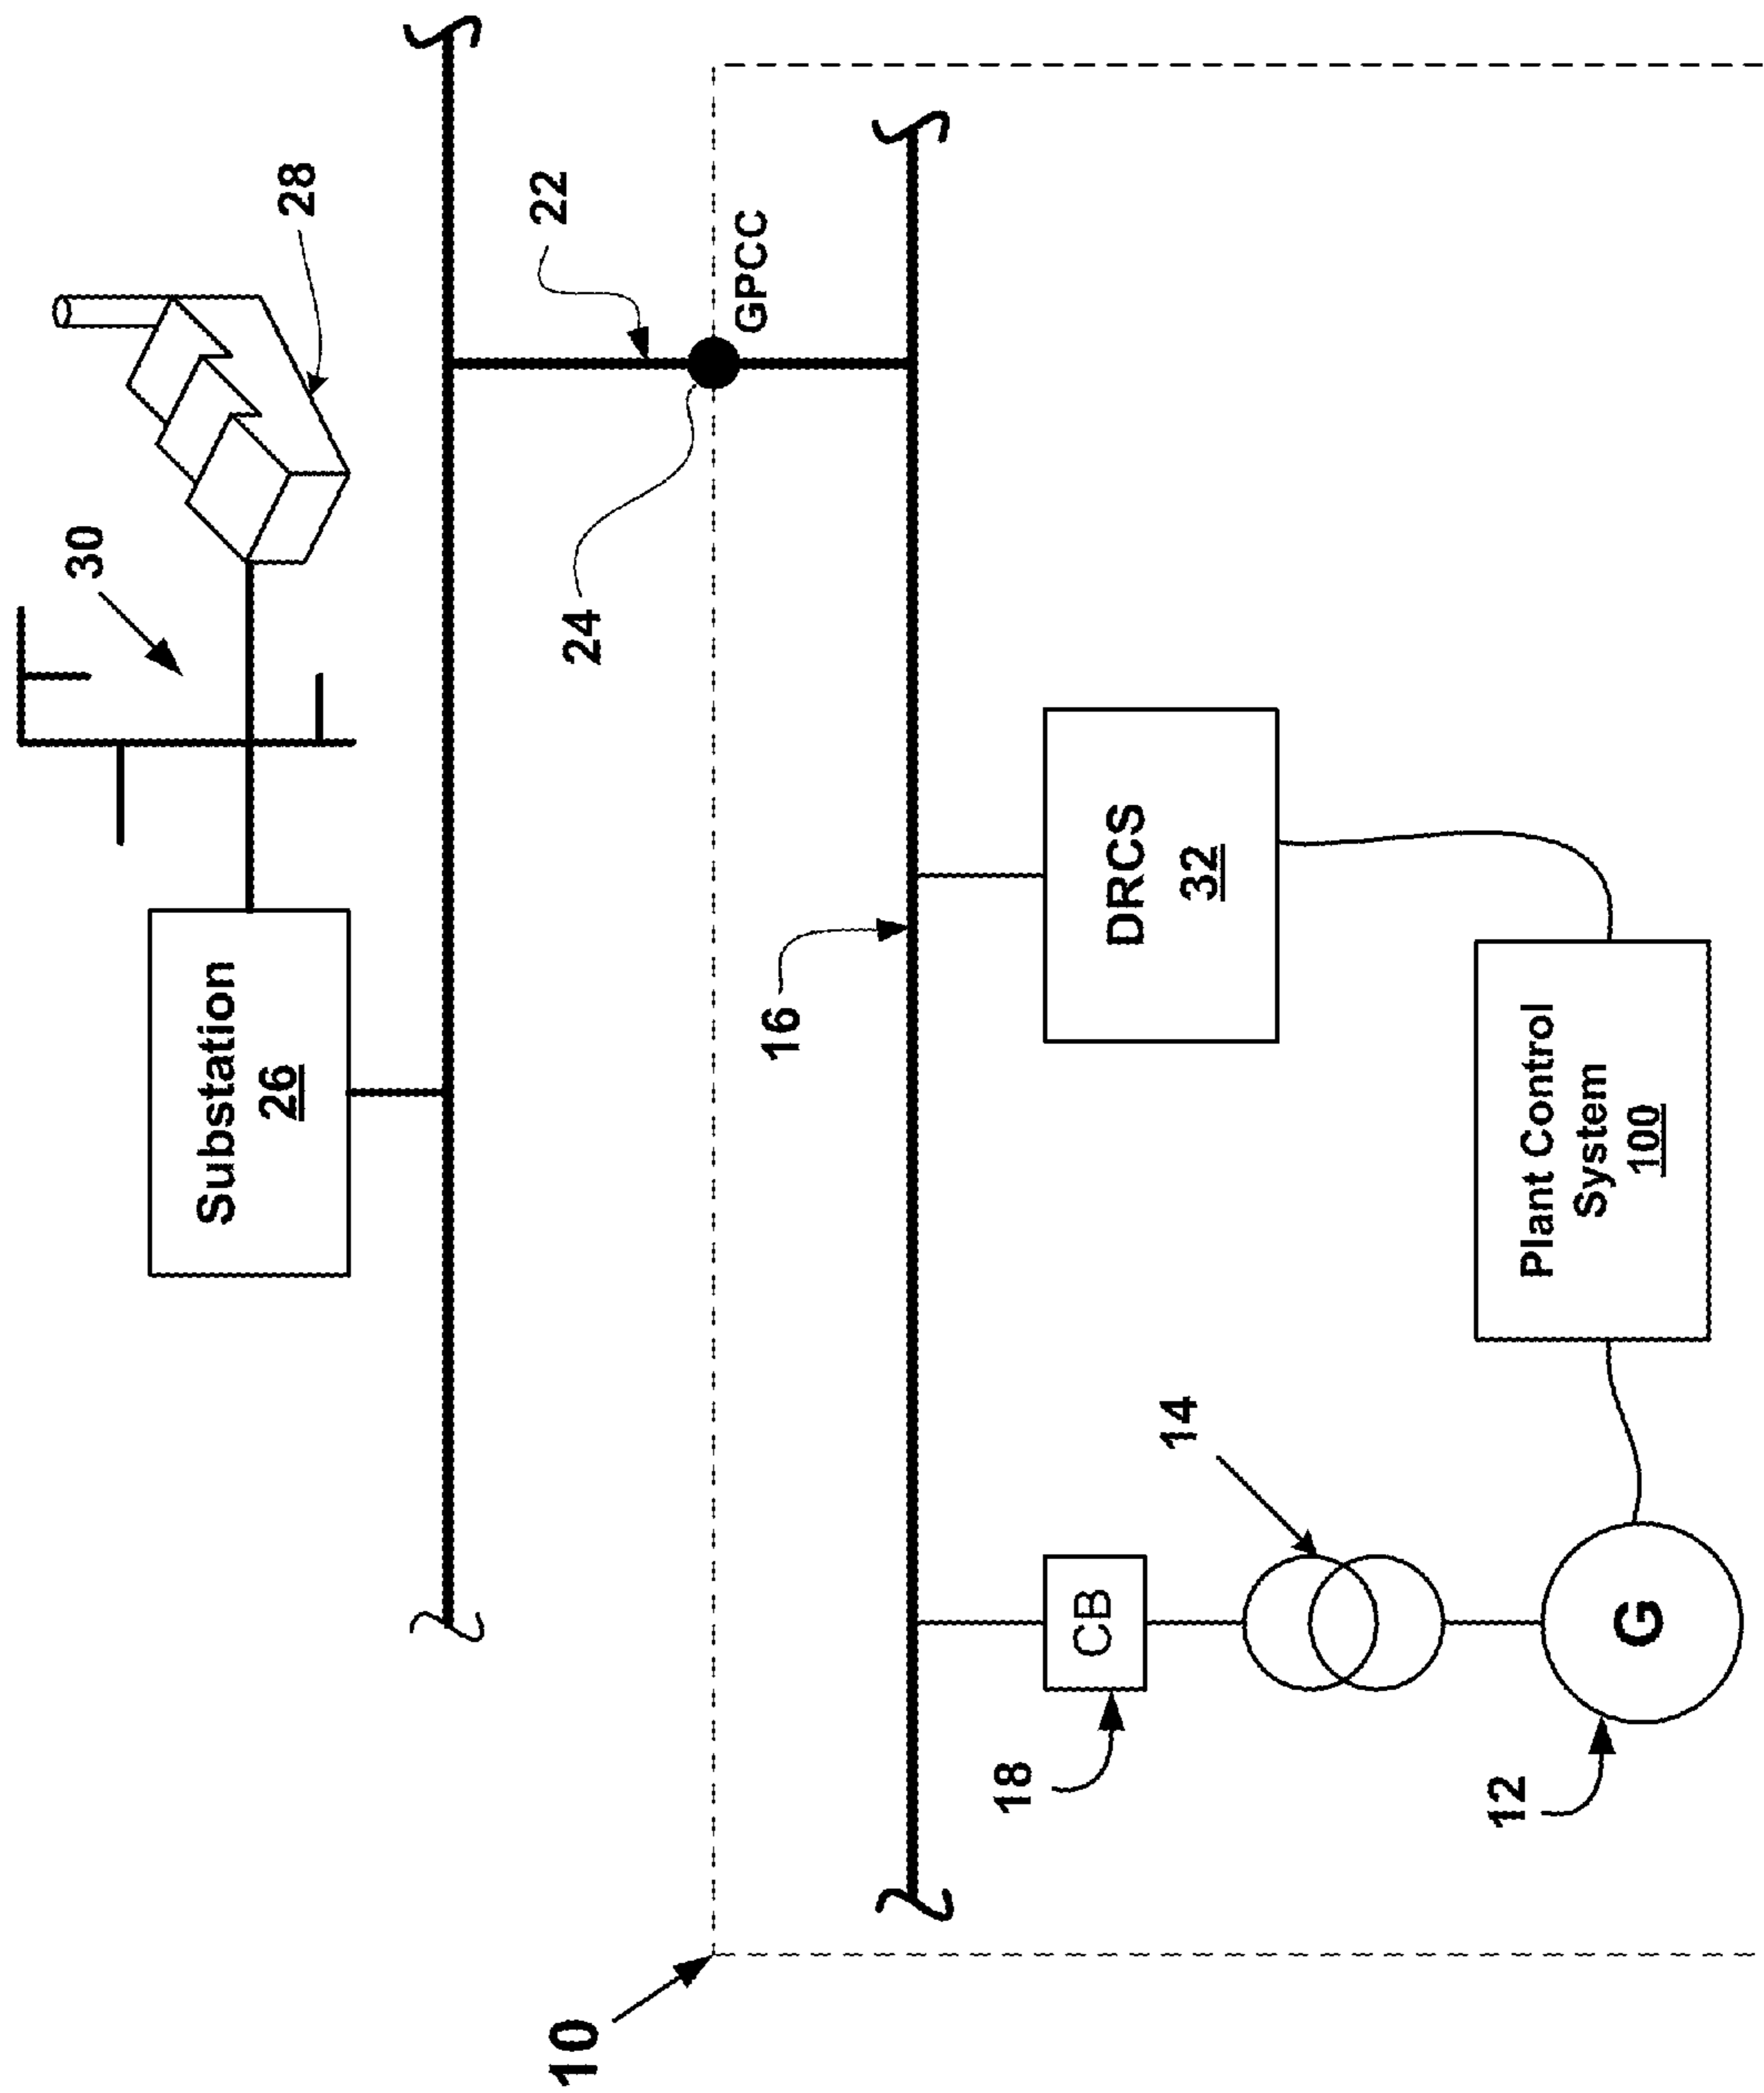 30
28
Substation
26
22
GPCC
24
16
10
DRCS
32
CB
18
14
Plant Control
System
100
G
12